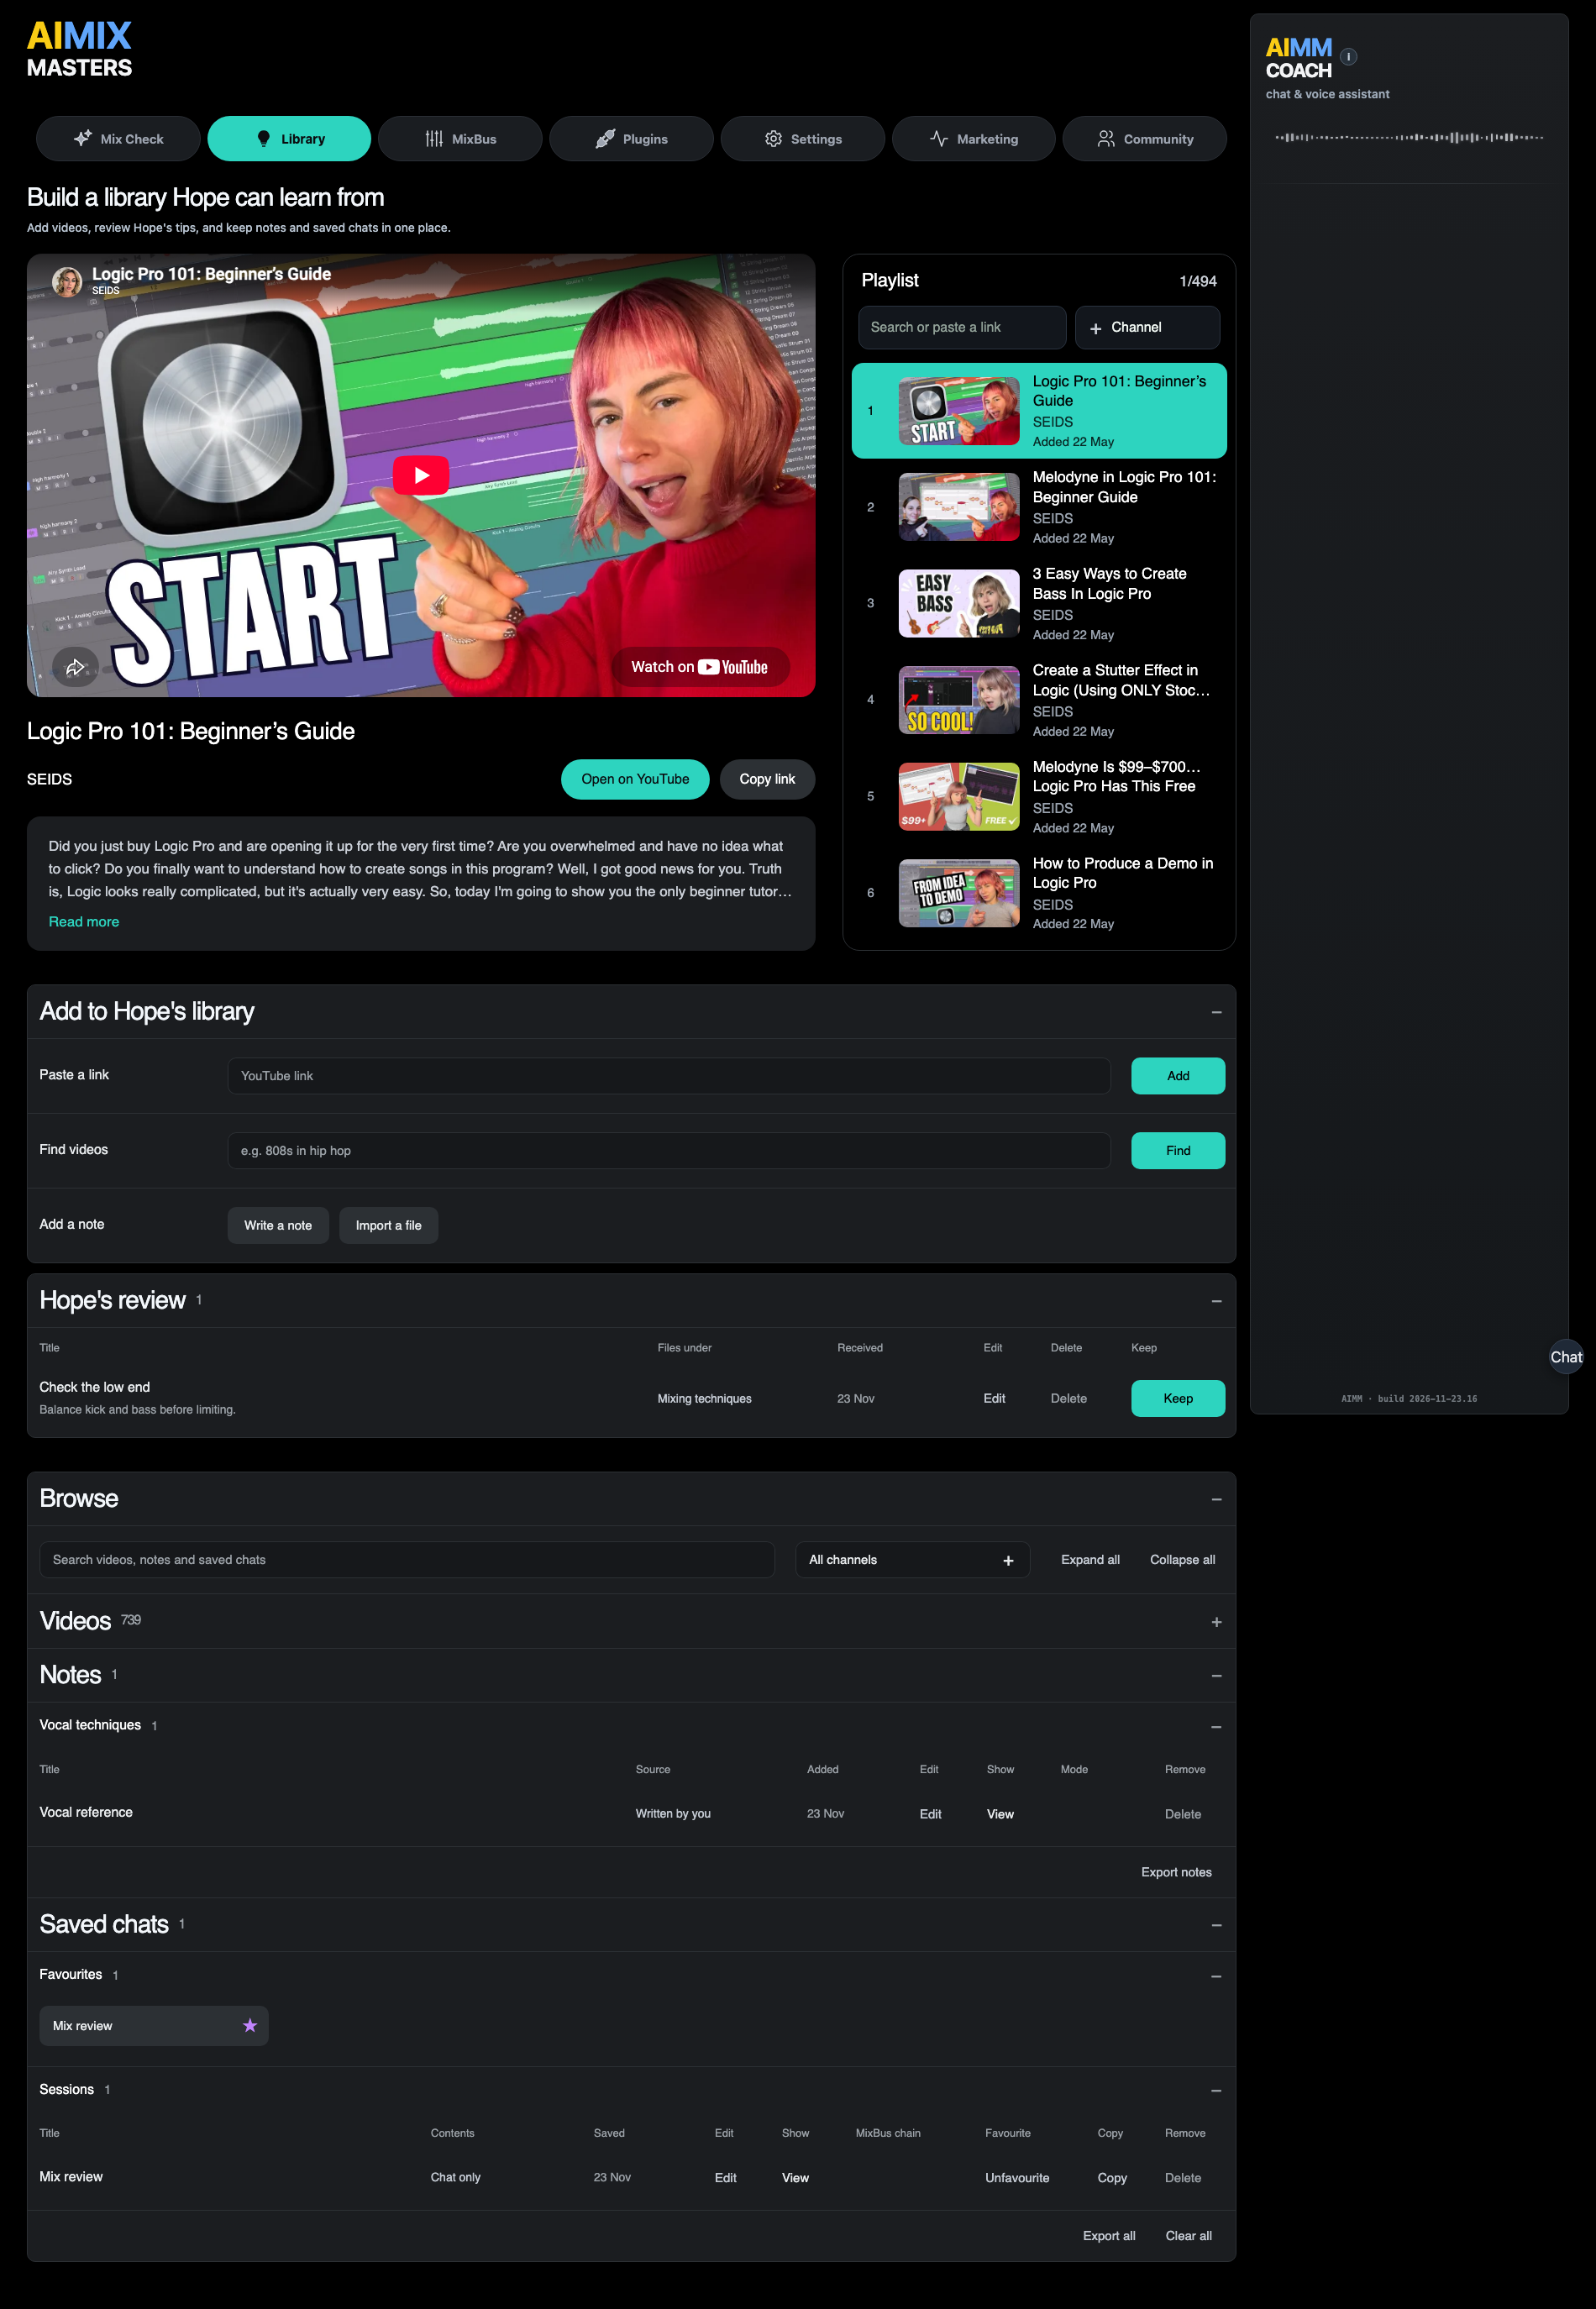 AIMIX
MASTERS
Mix Check
Library
MixBus
Plugins
Settings
Marketing
Community
Build a library Hope can learn from
Add videos, review Hope's tips, and keep notes and saved chats in one place.
Logic Pro 101: Beginner's Guide
SEIDS
START
Watch on YouTube
Logic Pro 101: Beginner's Guide
SEIDS
Open on YouTube
Copy link
Did you just buy Logic Pro and are opening it up for the very first time? Are you overwhelmed and have no idea what
to click? Do you finally want to understand how to create songs in this program? Well, I got good news for you. Truth
is, Logic looks really complicated, but it's actually very easy. So, today I'm going to show you the only beginner tutor...
Read more
Playlist
1/494
Search or paste a link
+ Channel
1
START
Logic Pro 101: Beginner's
Guide
SEIDS
Added 22 May
2
Melodyne in Logic Pro 101:
Beginner Guide
SEIDS
Added 22 May
3
EASY
BASS
3 Easy Ways to Create
Bass In Logic Pro
SEIDS
Added 22 May
4
SO COOL!
Create a Stutter Effect in
Logic (Using ONLY Stoc...
SEIDS
Added 22 May
5
$99+
FREE
Melodyne Is $99–$700...
Logic Pro Has This Free
SEIDS
Added 22 May
6
FROM IDEA
TO DEMO
How to Produce a Demo in
Logic Pro
SEIDS
Added 22 May
Add to Hope's library
Paste a link
YouTube link
Add
Find videos
e.g. 808s in hip hop
Find
Add a note
Write a note
Import a file
Hope's review 1
Title Files under Received Edit Delete Keep
Check the low end
Balance kick and bass before limiting.
Mixing techniques 23 Nov Edit Delete Keep
Browse
Search videos, notes and saved chats
All channels +
Expand all
Collapse all
Videos 739
Notes 1
Vocal techniques 1
Title Source Added Edit Show Mode Remove
Vocal reference Written by you 23 Nov Edit View Delete
Export notes
Saved chats 1
Favourites 1
Mix review
Sessions 1
Title Contents Saved Edit Show MixBus chain Favourite Copy Remove
Mix review Chat only 23 Nov Edit View Unfavourite Copy Delete
Export all
Clear all
AIMM
COACH
i
chat & voice assistant
Chat
AIMM · build 2026-11-23.16